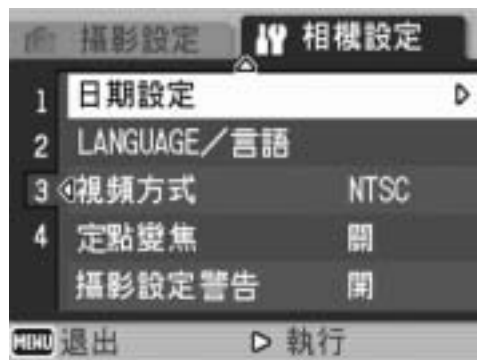 攝影設定 相機設定
1 日期設定
2 LANGUAGE／言語
3 視頻方式 NTSC
4 定點變焦 關
攝影設定警告 開
MENU 退出 執行